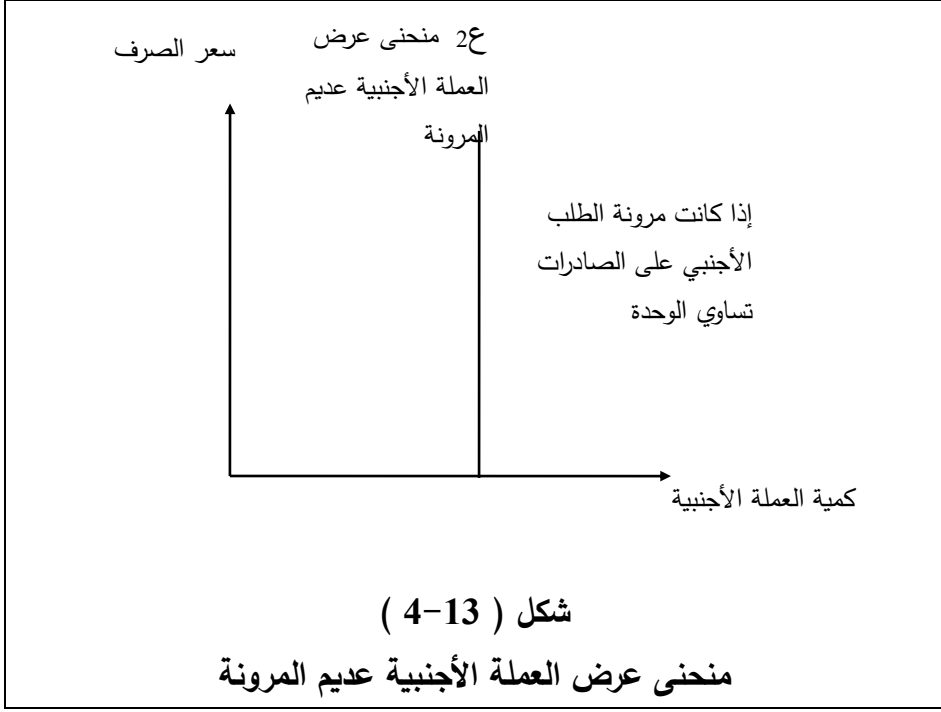 سعر الصرف
ع2 منحنى عرض
العملة الأجنبية عديم
المرونة
إذا كانت مرونة الطلب
الأجنبي على الصادرات
تساوي الوحدة
كمية العملة الأجنبية
شكل ( 13-4 )
منحنى عرض العملة الأجنبية عديم المرونة